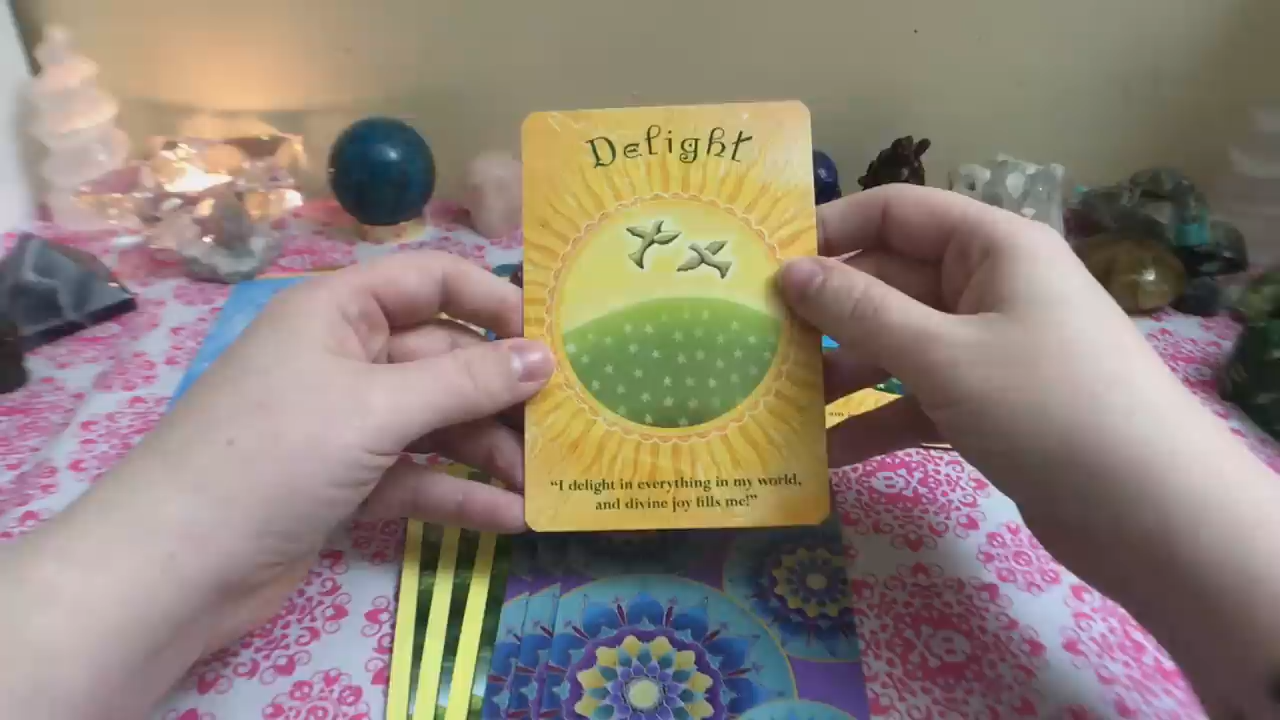 Delight
“I delight in everything in my world,
and divine joy fills me!”